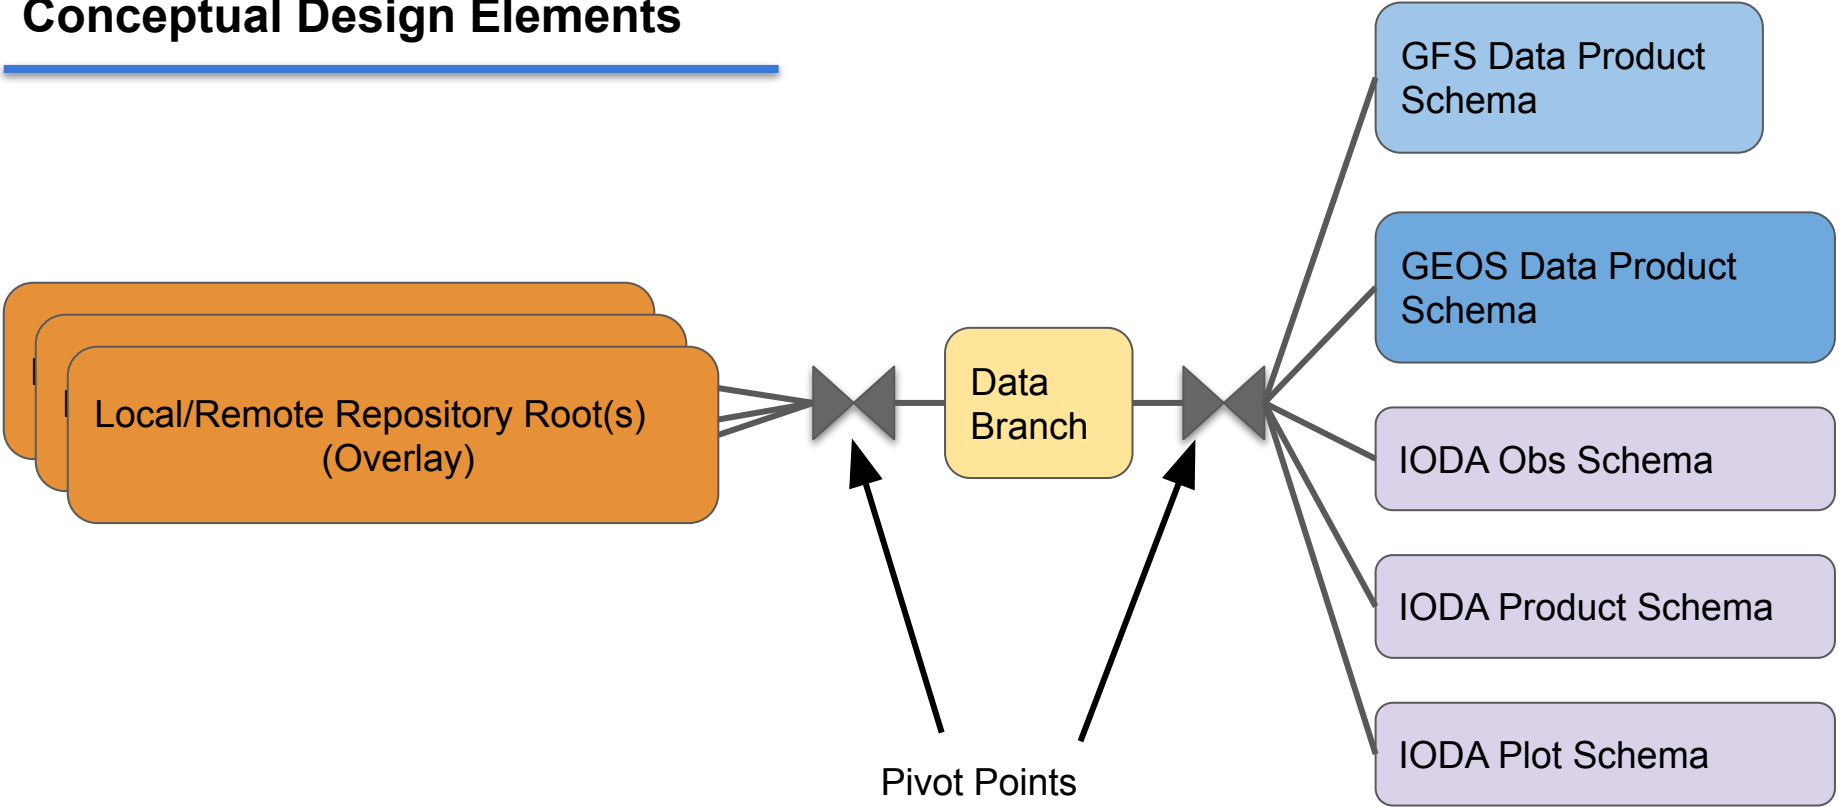 Conceptual Design Elements
GFS Data Product
Schema
GEOS Data Product
Schema
Local/Remote Repository Root(s)
(Overlay)
Data
Branch
IODA Obs Schema
IODA Product Schema
IODA Plot Schema
Pivot Points